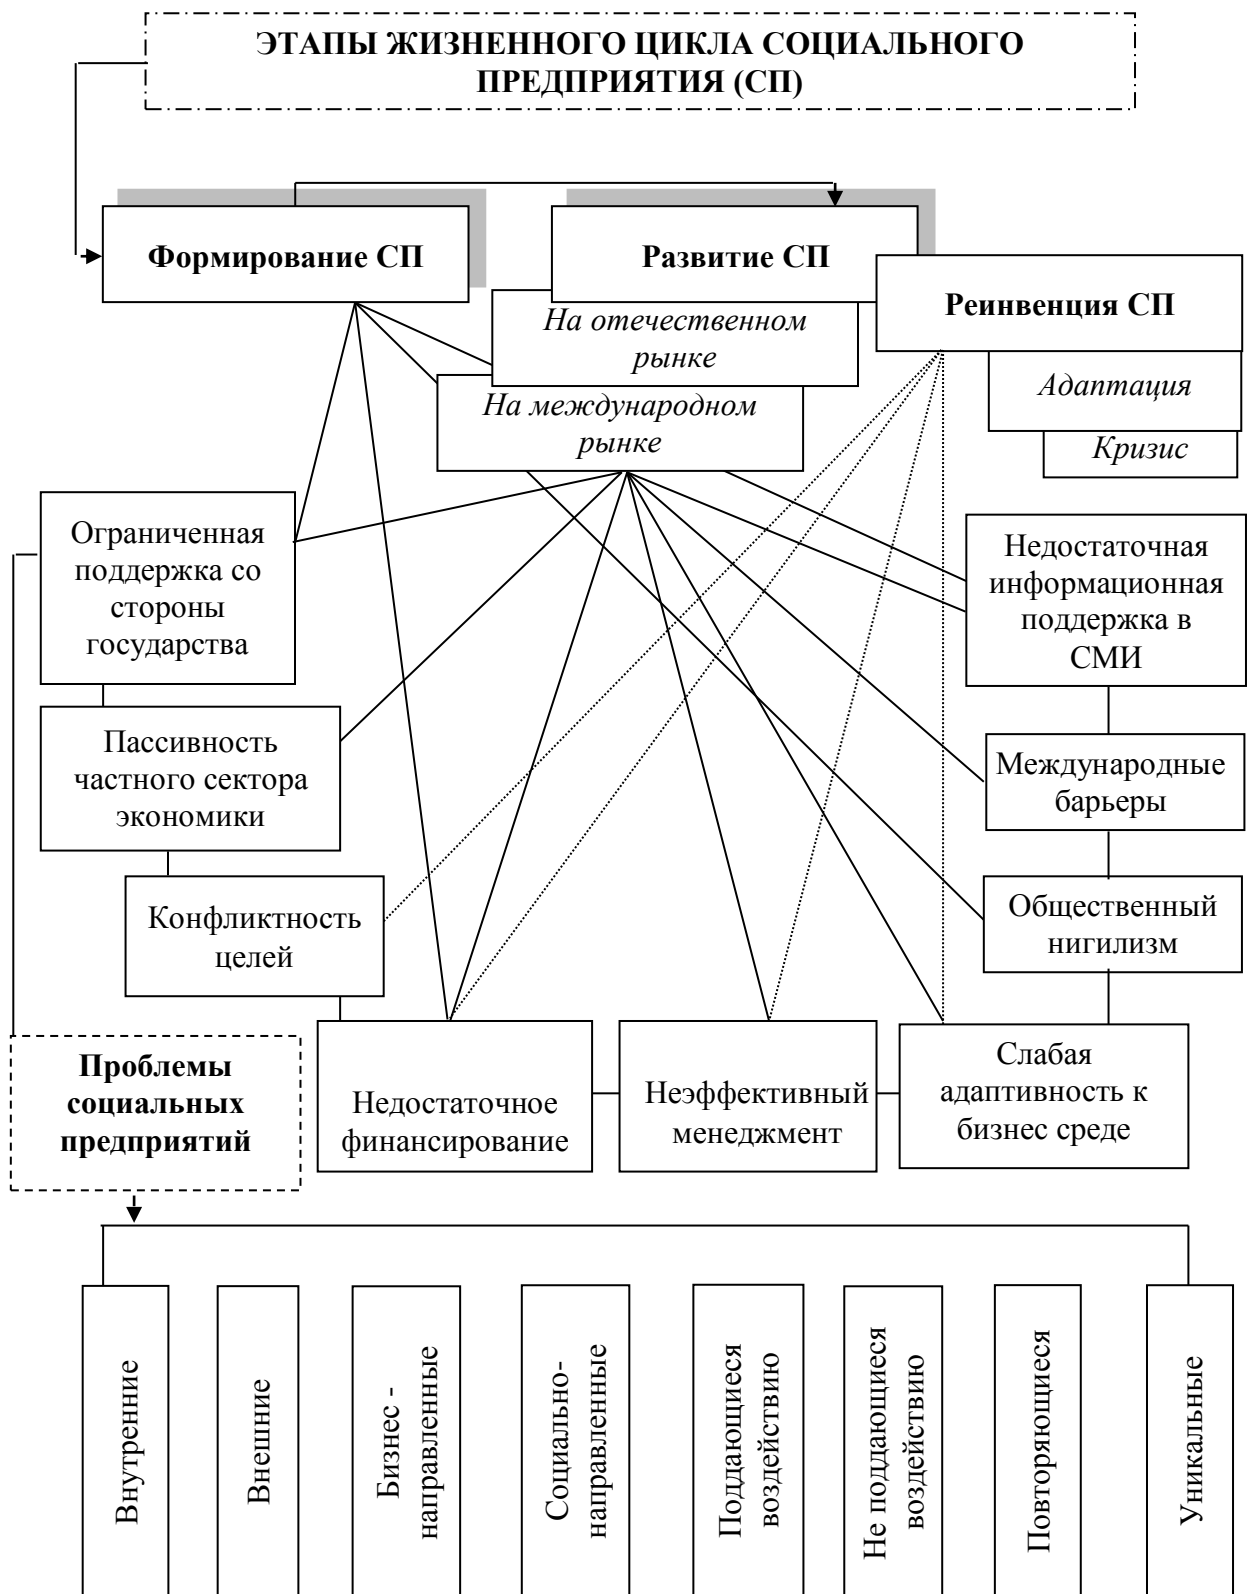 ЭТАПЫ ЖИЗНЕННОГО ЦИКЛА СОЦИАЛЬНОГО
ПРЕДПРИЯТИЯ (СП)
Формирование СП
Развитие СП
Реинвенция СП
На отечественном
рынке
На международном
рынке
Адаптация
Кризис
Ограниченная
поддержка со
стороны
государства
Недостаточная
информационная
поддержка в
СМИ
Пассивность
частного сектора
экономики
Международные
барьеры
Конфликтность
целей
Общественный
нигилизм
Проблемы
социальных
предприятий
Недостаточное
финансирование
Неэффективный
менеджмент
Слабая
адаптивность к
бизнес среде
Внутренние
Внешние
Бизнес -
направленные
Социально-
направленные
Поддающиеся
воздействию
Не поддающиеся
воздействию
Повторяющиеся
Уникальные